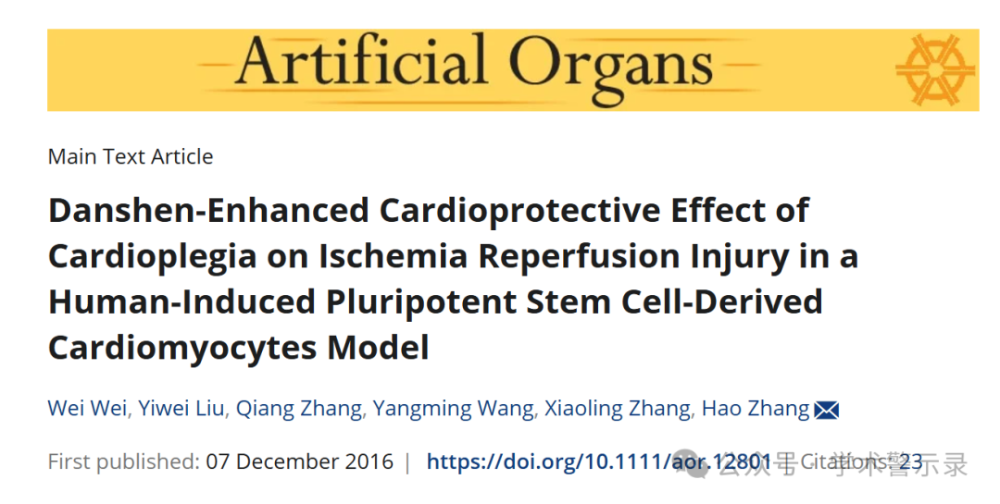 Artificial Organs
Main Text Article
Danshen-Enhanced Cardioprotective Effect of
Cardioplegia on Ischemia Reperfusion Injury in a
Human-Induced Pluripotent Stem Cell-Derived
Cardiomyocytes Model
Wei Wei, Yiwei Liu, Qiang Zhang, Yangming Wang, Xiaoling Zhang, Hao Zhang
First published: 07 December 2016 | https://doi.org/10.1111/aor.12801 | Citations: 23
公众号 · 学术警示录